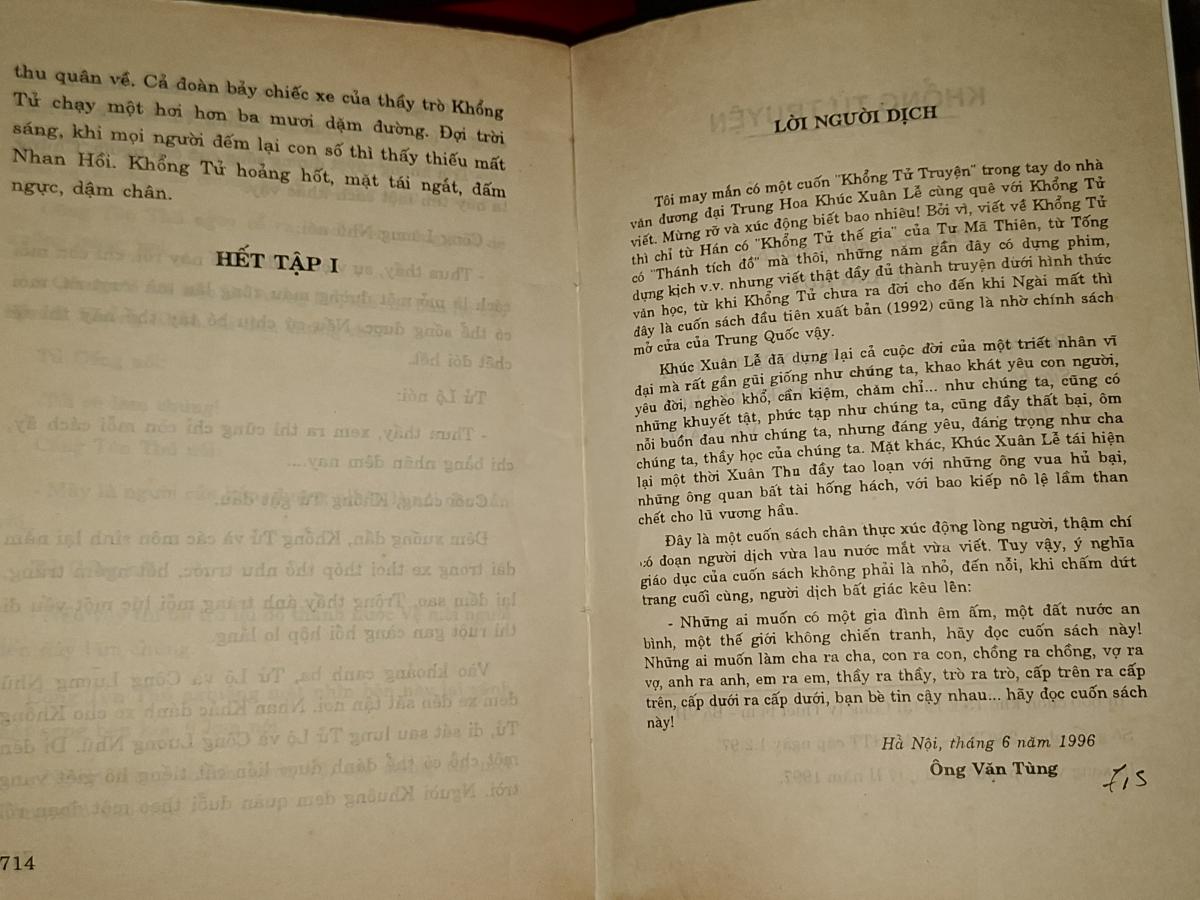 thu quân về. Cả đoàn bảy chiếc xe của thầy trò Khổng
Tử chạy một hơi hơn ba mươi dặm đường. Đợi trời
sáng, khi mọi người đếm lại con số thì thấy thiếu mất
Nhan Hồi. Khổng Tử hoảng hốt, mặt tái ngắt, đấm
ngực, dậm chân.
HẾT TẬP I
714
LỜI NGƯỜI DỊCH
Tôi may mắn có một cuốn "Khổng Tử Truyện" trong tay do nhà
văn đương đại Trung Hoa Khúc Xuân Lễ cùng quê với Khổng Tử
viết. Mừng rỡ và xúc động biết bao nhiêu! Bởi vì, viết về Khổng Tử
thì chỉ từ Hán có "Khổng Tử thế gia" của Tư Mã Thiên, từ Tống
có "Thánh tích đồ" mà thôi, những năm gần đây có dựng phim,
dựng kịch v.v. nhưng viết thật đầy đủ thành truyện dưới hình thức
văn học, từ khi Khổng Tử chưa ra đời cho đến khi Ngài mất thì
đây là cuốn sách đầu tiên xuất bản (1992) cũng là nhờ chính sách
mở cửa của Trung Quốc vậy.
Khúc Xuân Lễ đã dựng lại cả cuộc đời của một triết nhân vĩ
đại mà rất gần gũi giống như chúng ta, khao khát yêu con người,
yêu đời, nghèo khổ, cần kiệm, chăm chỉ... như chúng ta, cũng có
những khuyết tật, phức tạp như chúng ta, cũng đầy thất bại, ôm
nỗi buồn đau như chúng ta, nhưng đáng yêu, đáng trọng như cha
chúng ta, thầy học của chúng ta. Mặt khác, Khúc Xuân Lễ tái hiện
lại một thời Xuân Thu đầy tao loạn với những ông vua hủ bại,
những ông quan bất tài hống hách, với bao kiếp nô lệ lầm than
chết cho lũ vương hầu.
Đây là một cuốn sách chân thực xúc động lòng người, thậm chí
có đoạn người dịch vừa lau nước mắt vừa viết. Tuy vậy, ý nghĩa
giáo dục của cuốn sách không phải là nhỏ, đến nỗi, khi chấm dứt
trang cuối cùng, người dịch bất giác kêu lên:
- Những ai muốn có một gia đình êm ấm, một đất nước an
bình, một thế giới không chiến tranh, hãy đọc cuốn sách này!
Những ai muốn làm cha ra cha, con ra con, chồng ra chồng, vợ ra
vợ, anh ra anh, em ra em, thầy ra thầy, trò ra trò, cấp trên ra cấp
trên, cấp dưới ra cấp dưới, bạn bè tin cậy nhau... hãy đọc cuốn sách
này!
Hà Nội, tháng 6 năm 1996
Ông Văn Tùng